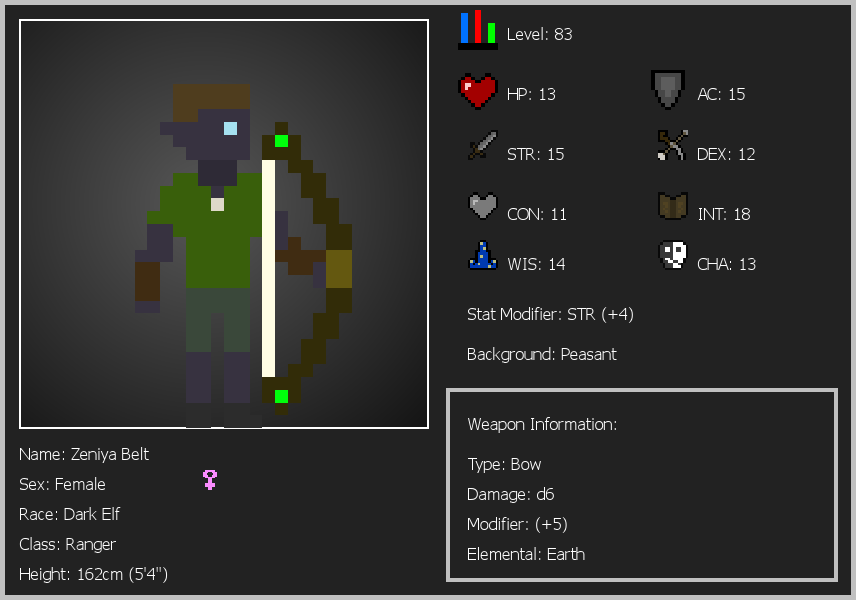 Level: 83
HP: 13
AC: 15
STR: 15
DEX: 12
CON: 11
INT: 18
WIS: 14
CHA: 13
Stat Modifier: STR (+4)
Background: Peasant
Name: Zeniya Belt
Sex: Female
Race: Dark Elf
Class: Ranger
Height: 162cm (5'4")
Weapon Information:
Type: Bow
Damage: d6
Modifier: (+5)
Elemental: Earth